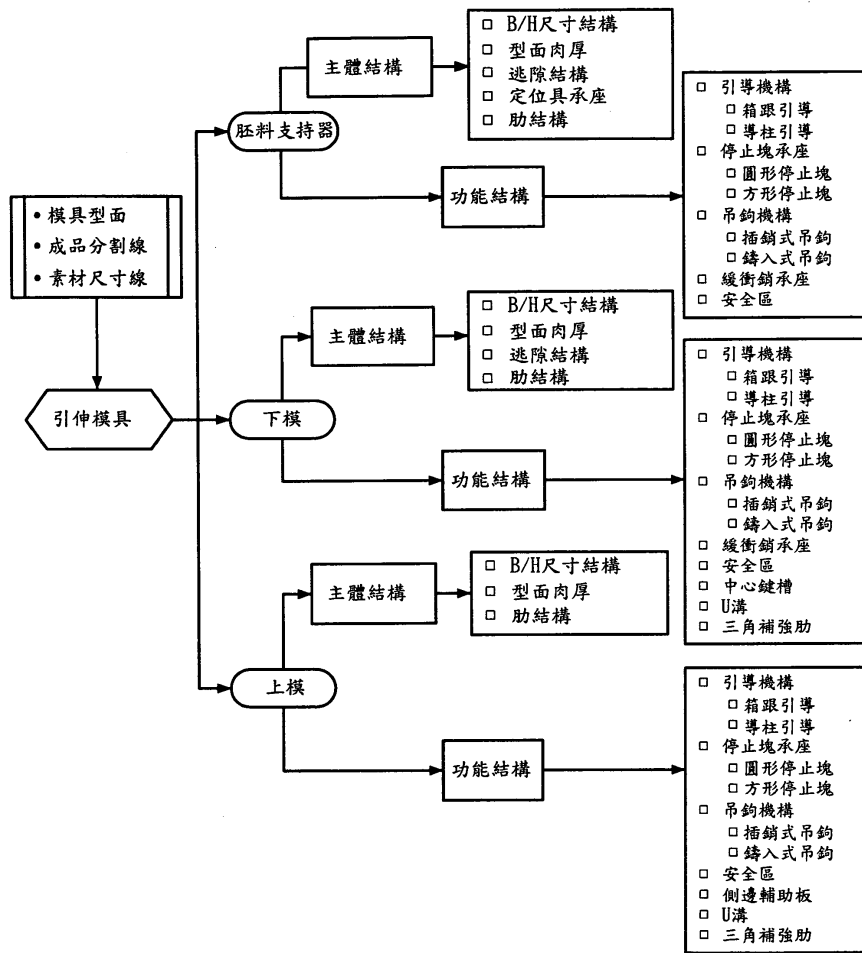 • 模具型面
• 成品分割線
• 素材尺寸線
引伸模具
胚料支持器
主體結構
□ B/H尺寸結構
□ 型面肉厚
□ 逃隙結構
□ 定位具承座
□ 肋結構
功能結構
□ 引導機構
□ 箱跟引導
□ 導柱引導
□ 停止塊承座
□ 圓形停止塊
□ 方形停止塊
□ 吊鉤機構
□ 插銷式吊鉤
□ 鑄入式吊鉤
□ 緩衝銷承座
□ 安全區
下模
主體結構
□ B/H尺寸結構
□ 型面肉厚
□ 逃隙結構
□ 肋結構
功能結構
□ 引導機構
□ 箱跟引導
□ 導柱引導
□ 停止塊承座
□ 圓形停止塊
□ 方形停止塊
□ 吊鉤機構
□ 插銷式吊鉤
□ 鑄入式吊鉤
□ 緩衝銷承座
□ 安全區
□ 中心鍵槽
□ U溝
□ 三角補強肋
上模
主體結構
□ B/H尺寸結構
□ 型面肉厚
□ 肋結構
功能結構
□ 引導機構
□ 箱跟引導
□ 導柱引導
□ 停止塊承座
□ 圓形停止塊
□ 方形停止塊
□ 吊鉤機構
□ 插銷式吊鉤
□ 鑄入式吊鉤
□ 安全區
□ 側邊輔助板
□ U溝
□ 三角補強肋